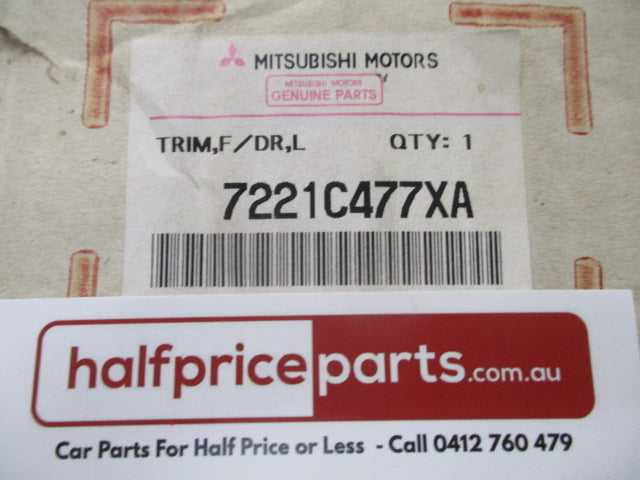 MITSUBISHI MOTORS
MITSUBISHI MOTORS
GENUINE PARTS
TRIM,F/DR,L QTY: 1
7221C477XA
halfpriceparts.com.au
Car Parts For Half Price or Less - Call 0412 760 479